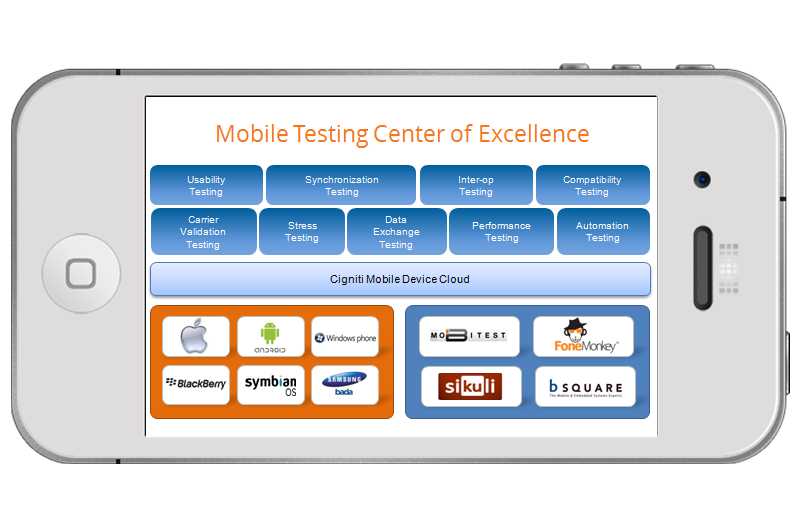 Mobile Testing Center of Excellence
Usability
Testing
Synchronization
Testing
Inter-op
Testing
Compatibility
Testing
Carrier
Validation
Testing
Stress
Testing
Data
Exchange
Testing
Performance
Testing
Automation
Testing
Cigniti Mobile Device Cloud
ANDROID
Windows phone
BlackBerry
symbian
OS
SAMSUNG
bada
MOBITEST
FoneMonkey™
sikuli
bSQUARE
The Mobile & Embedded Systems Experts